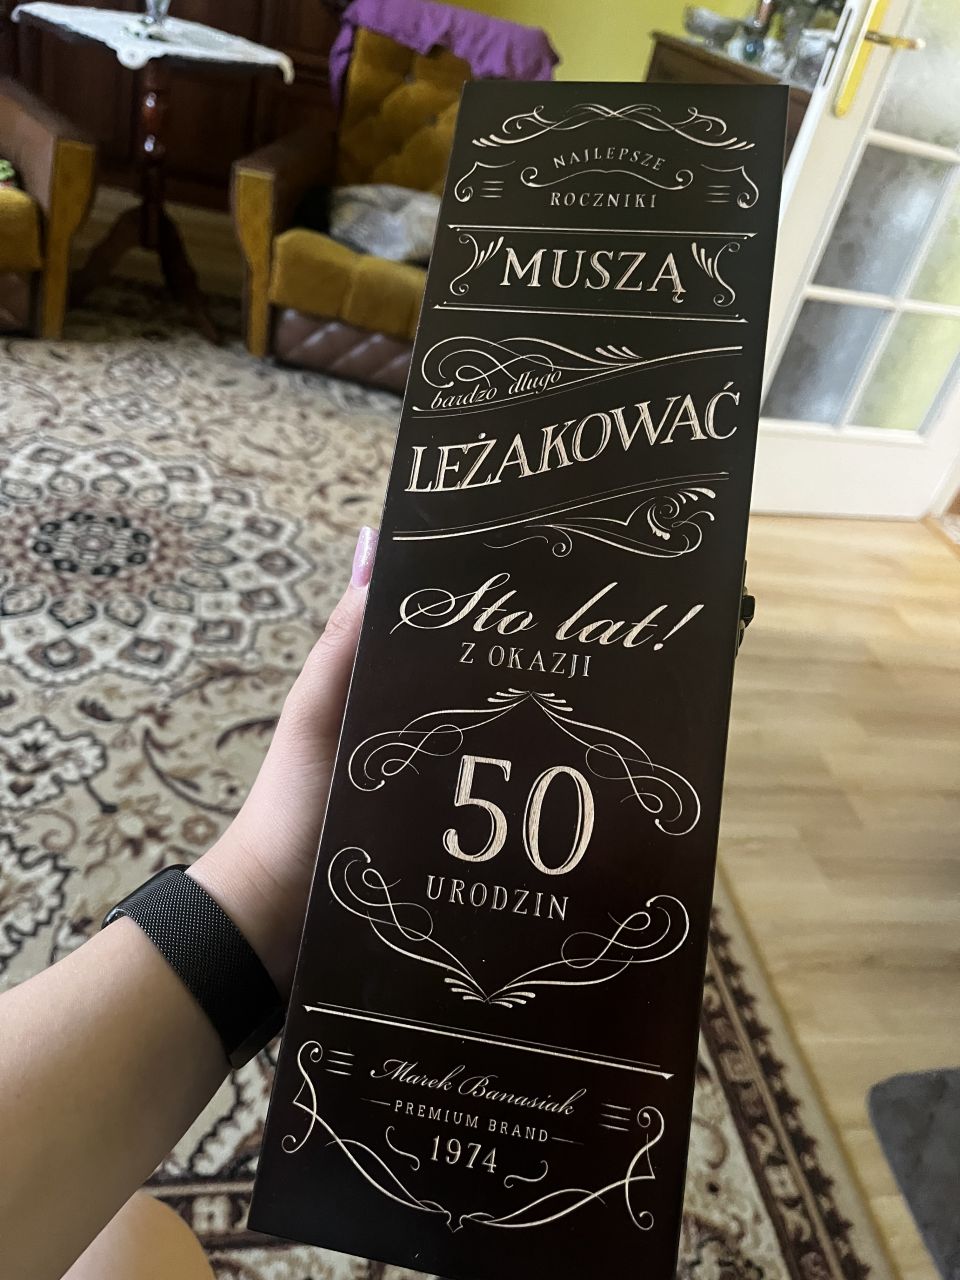 NAJLEPSZE
ROCZNIKI
MUSZĄ
bardzo długo
LEŻAKOWAĆ
Sto lat!
Z OKAZJI
50
URODZIN
Marek Banasiak
PREMIUM BRAND
1974